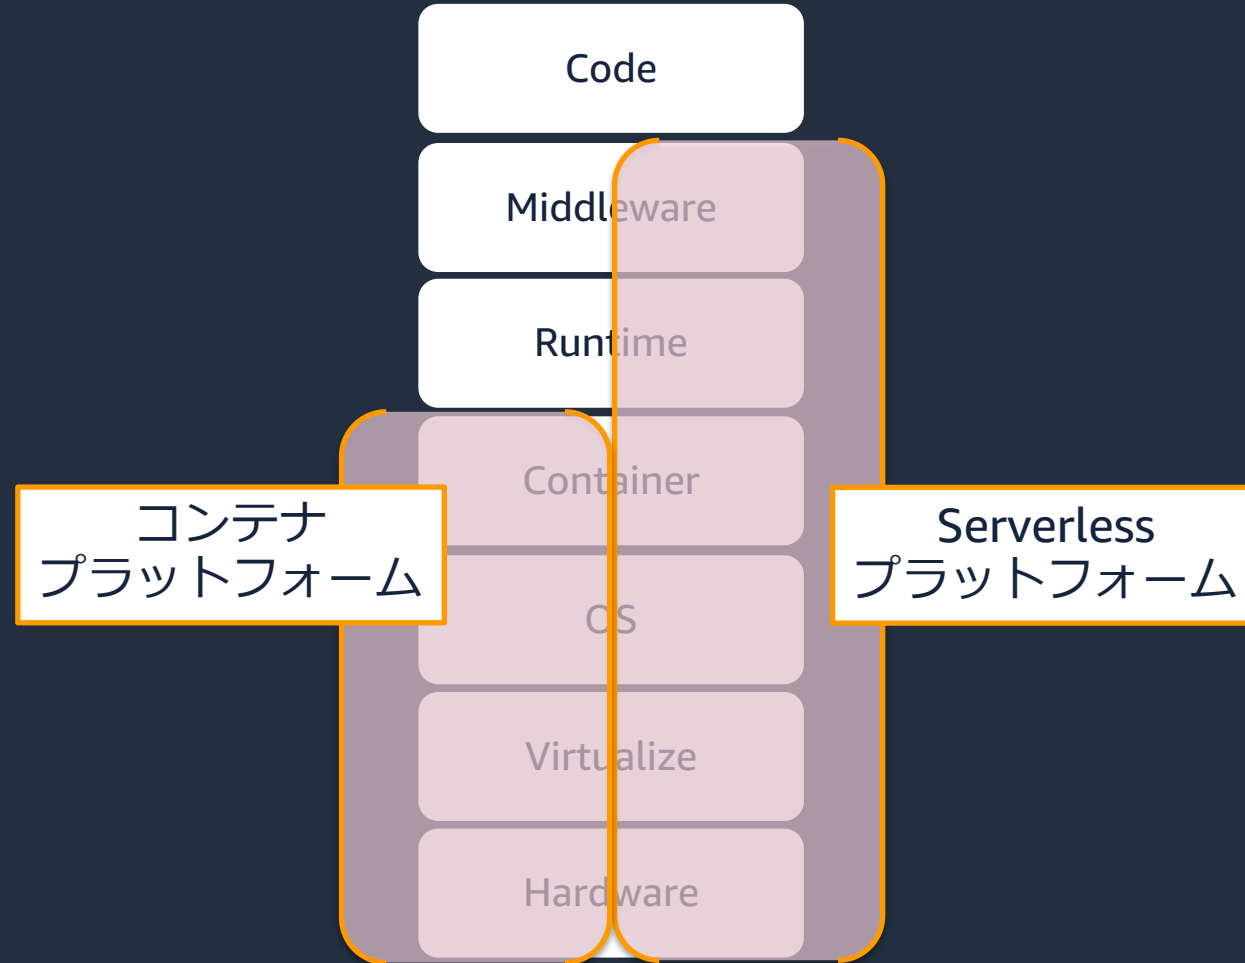 Code
Middleware
Runtime
Container
コンテナ
プラットフォーム
Serverless
プラットフォーム
OS
Virtualize
Hardware